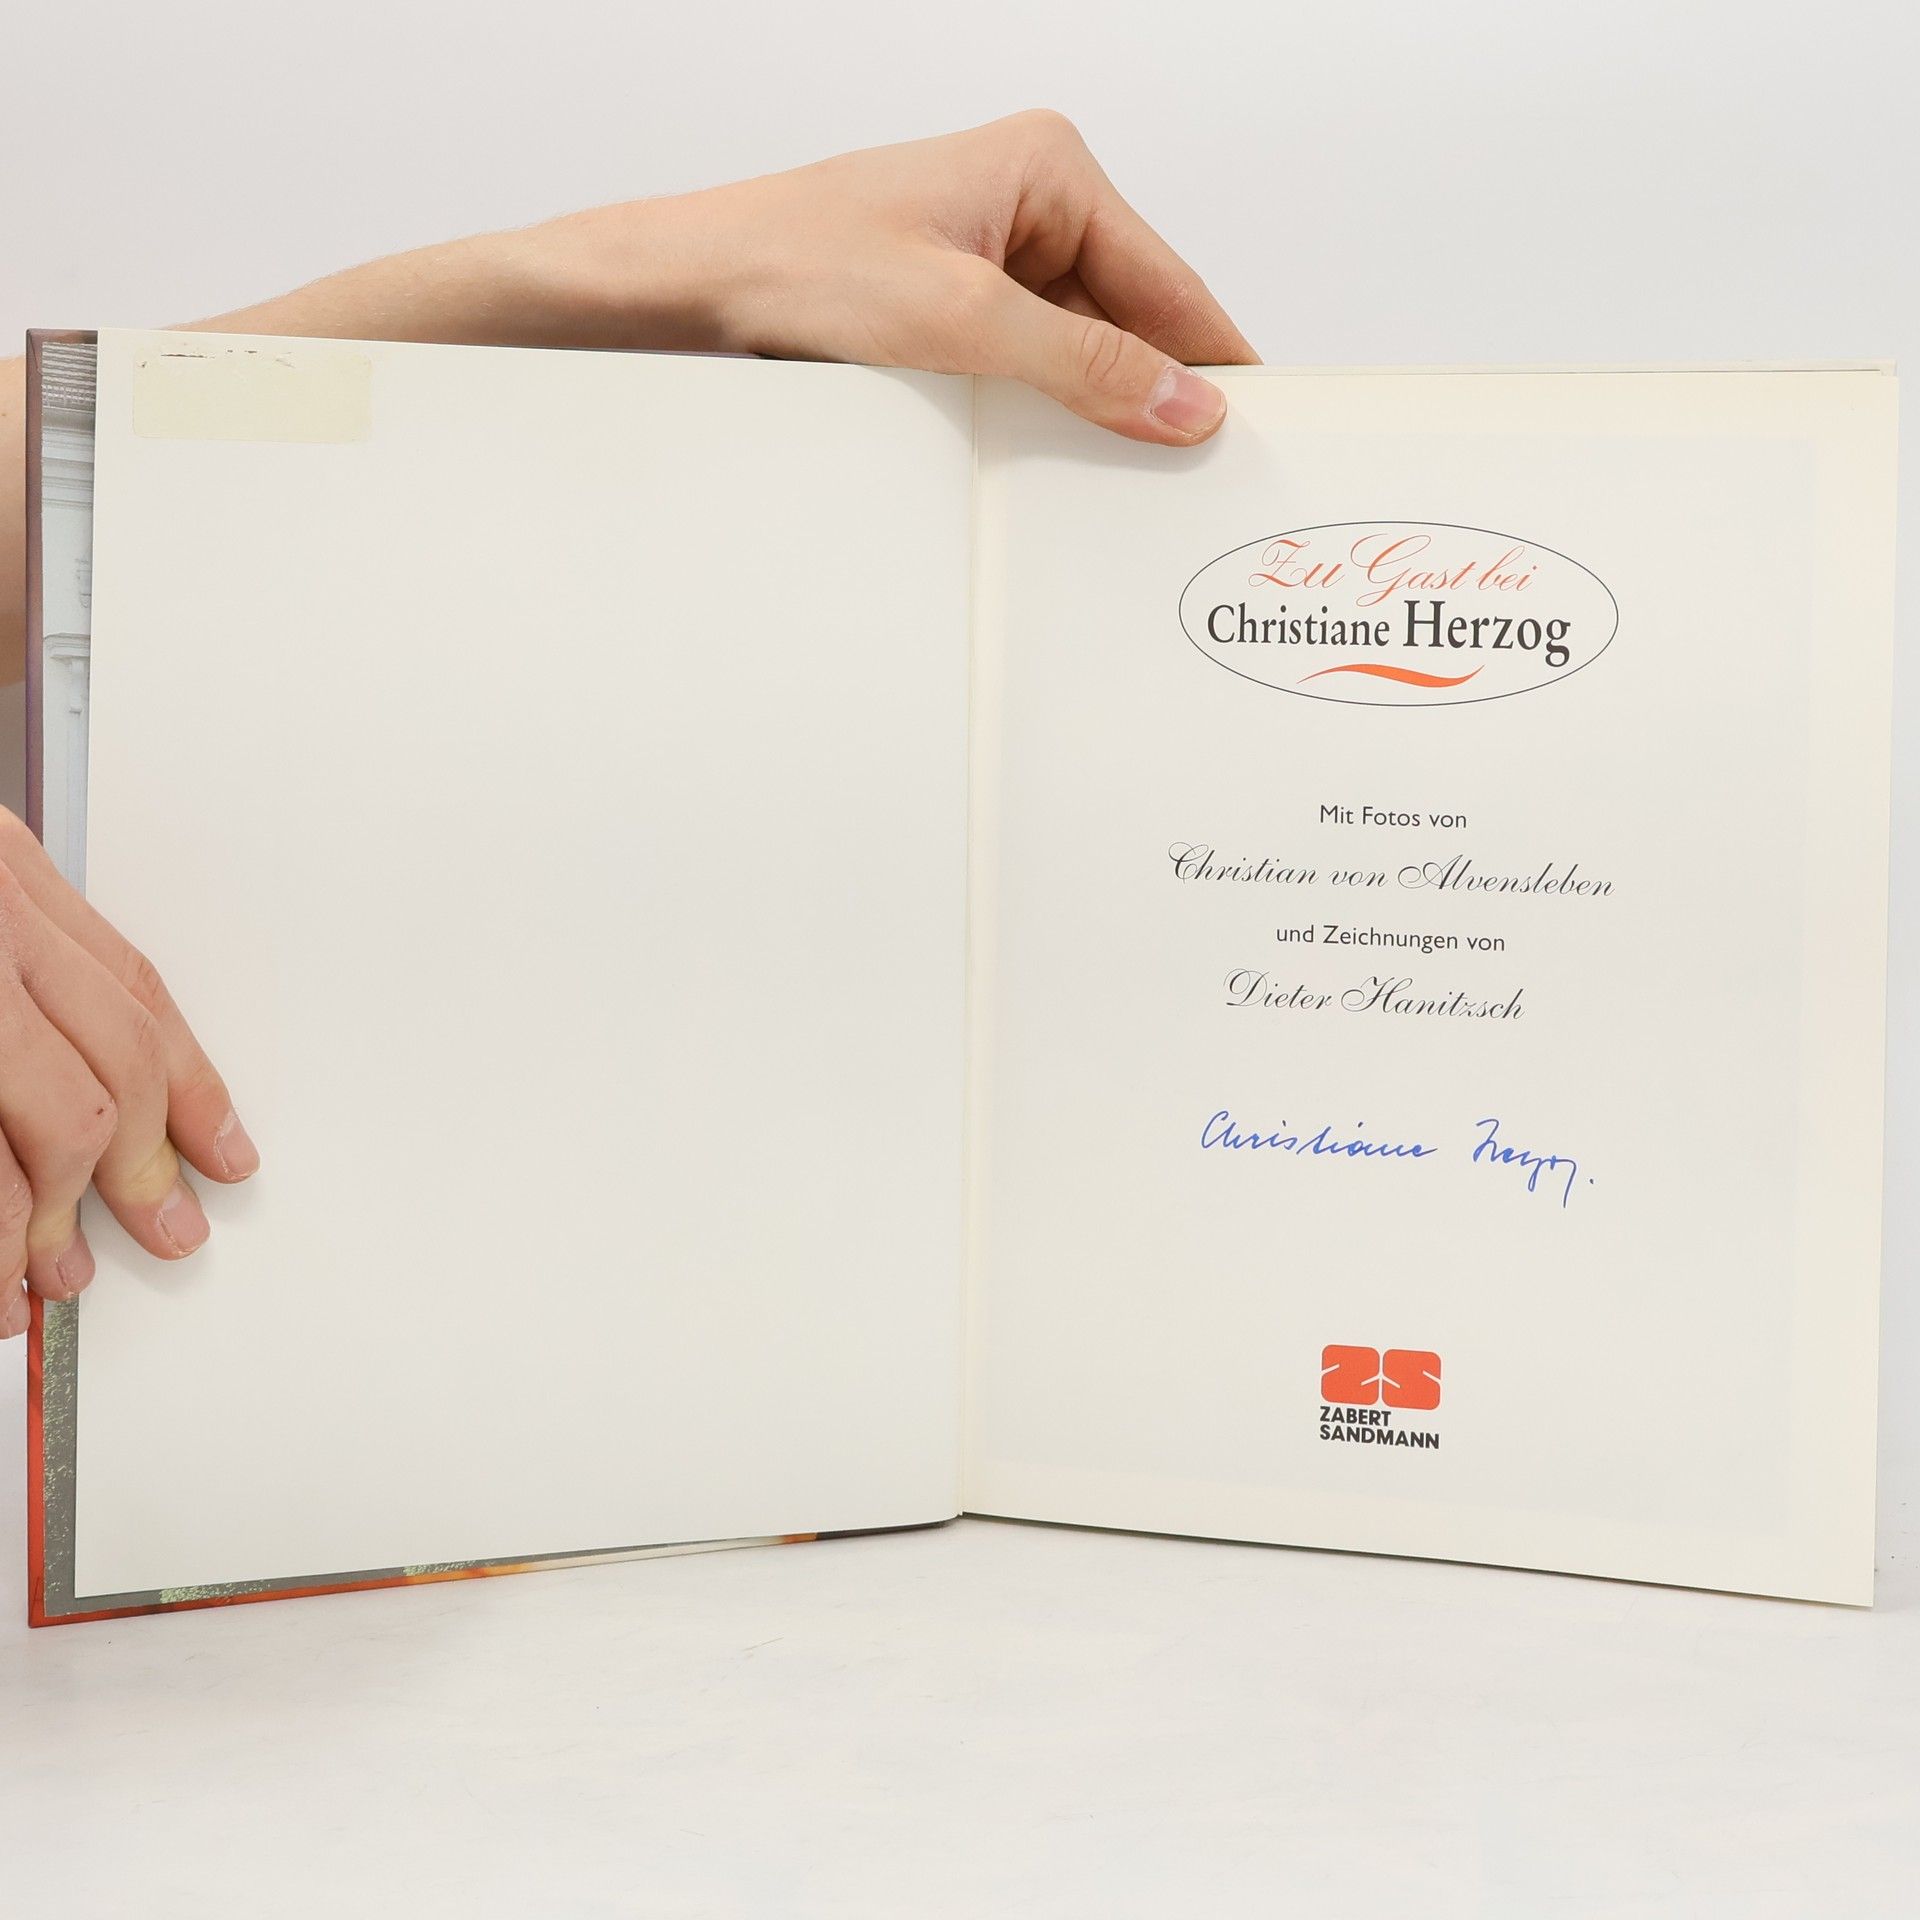 Zu Gast bei
Christiane Herzog
Mit Fotos von
Christian von Alvensleben
und Zeichnungen von
Dieter Hanitzsch
Christiane Herzog.
ZS
ZABERT
SANDMANN